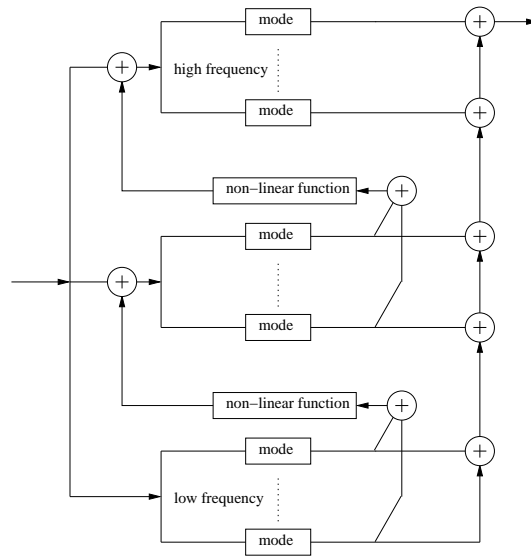 mode
high frequency
mode
non−linear function
mode
mode
non−linear function
mode
low frequency
mode